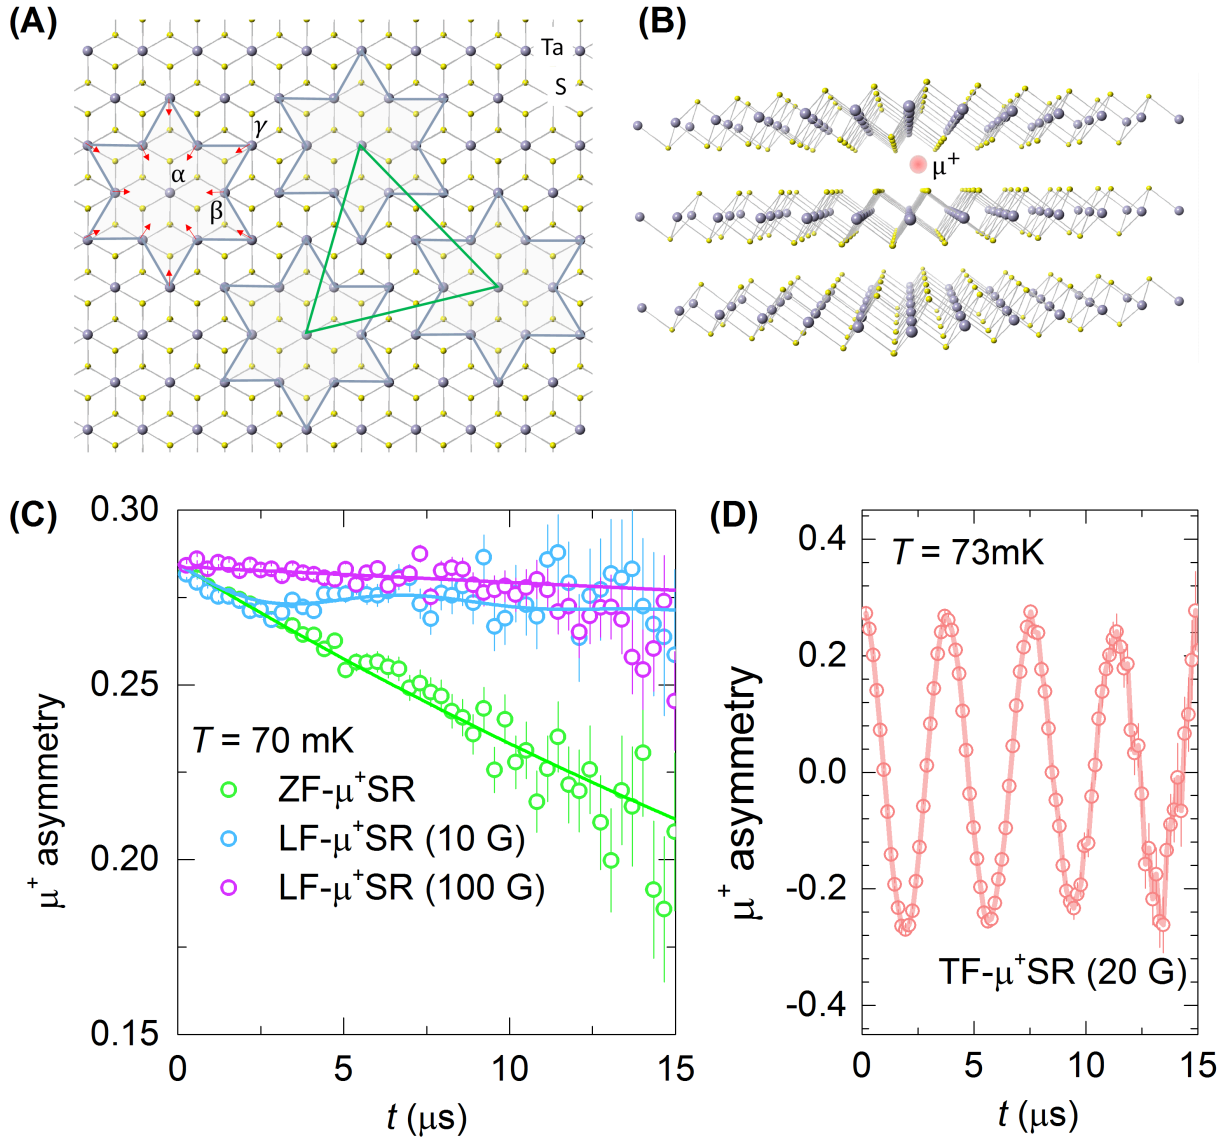 (A)
Ta
S
γ
α
β
(B)
μ⁺
(C)
0.30
0.25
0.20
0.15
μ⁺ asymmetry
T = 70 mK
ZF-μ⁺SR
LF-μ⁺SR (10 G)
LF-μ⁺SR (100 G)
0
5
10
15
t (μs)
(D)
0.4
0.2
0.0
-0.2
-0.4
μ⁺ asymmetry
T = 73mK
TF-μ⁺SR (20 G)
0
5
10
15
t (μs)